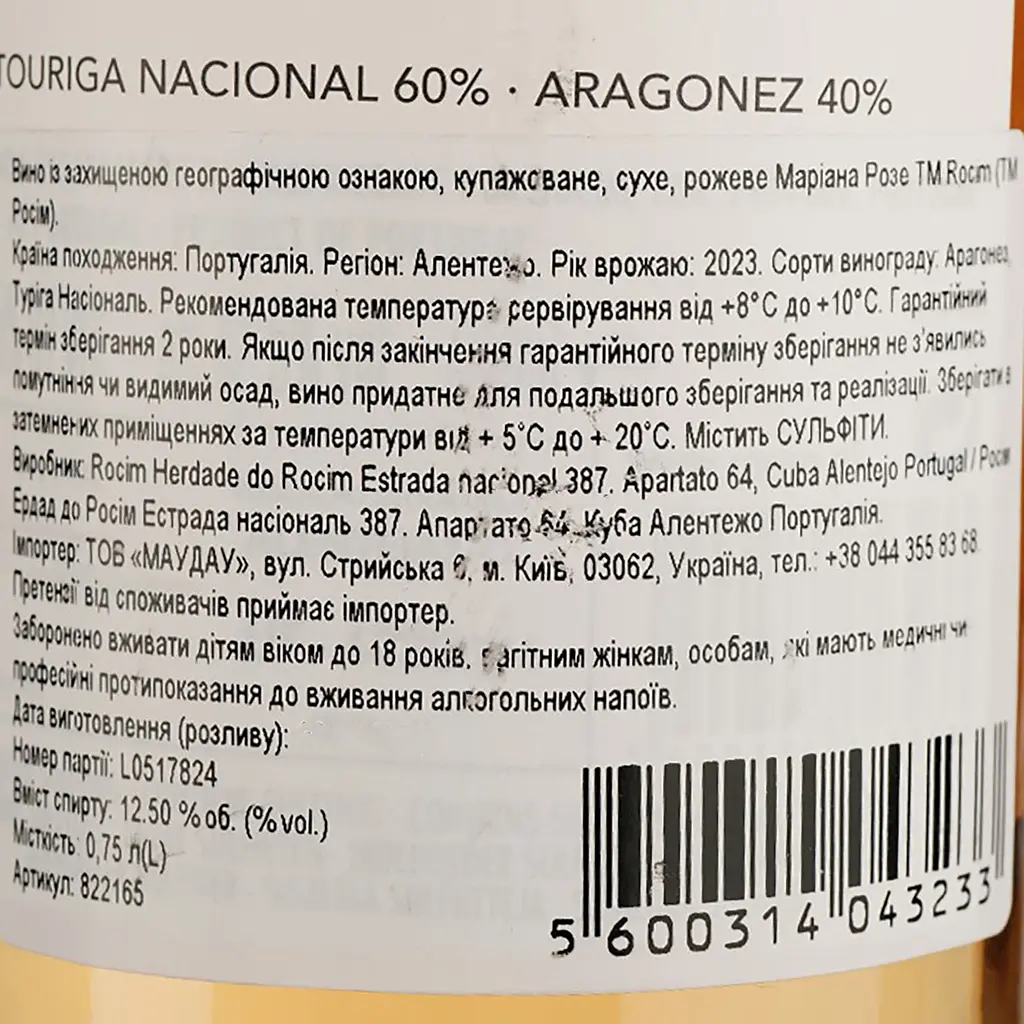 TOURIGA NACIONAL 60% · ARAGONEZ 40%
Вино із захищеною географічною ознакою, купажоване, сухе, рожеве Маріана Розе ТМ Rocim (ТМ
Росім).
Країна походження: Португалія. Регіон: Алентежо. Рік врожаю: 2023. Сорти винограду: Арагонез,
Туріга Насіональ. Рекомендована температура сервірування від +8°C до +10°C. Гарантійний
термін зберігання 2 роки. Якщо після закінчення гарантійного терміну зберігання не з'явились
помутніння чи видимий осад, вино придатне для подальшого зберігання та реалізації. Зберігати в
затемнених приміщеннях за температури від + 5°C до + 20°C. Містить СУЛЬФІТИ.
Виробник: Rocim Herdade do Rocim Estrada nacional 387. Apartato 64, Cuba Alentejo Portugal / Росім
Ердад до Росім Естрада насіональ 387. Апартато 64, Куба Алентежо Португалія.
Імпортер: ТОВ «МАУДАУ», вул. Стрийська 6, м. Київ, 03062, Україна, тел.: +38 044 355 83 68
Претензії від споживачів приймає імпортер.
Заборонено вживати дітям віком до 18 років, вагітним жінкам, особам, які мають медичні чи
професійні протипоказання до вживання алкогольних напоїв.
Дата виготовлення (розливу):
Номер партії: L0517824
Вміст спирту: 12.50 % об. (% vol.)
Місткість: 0,75 л(L)
Артикул: 822165
5 600314 043233